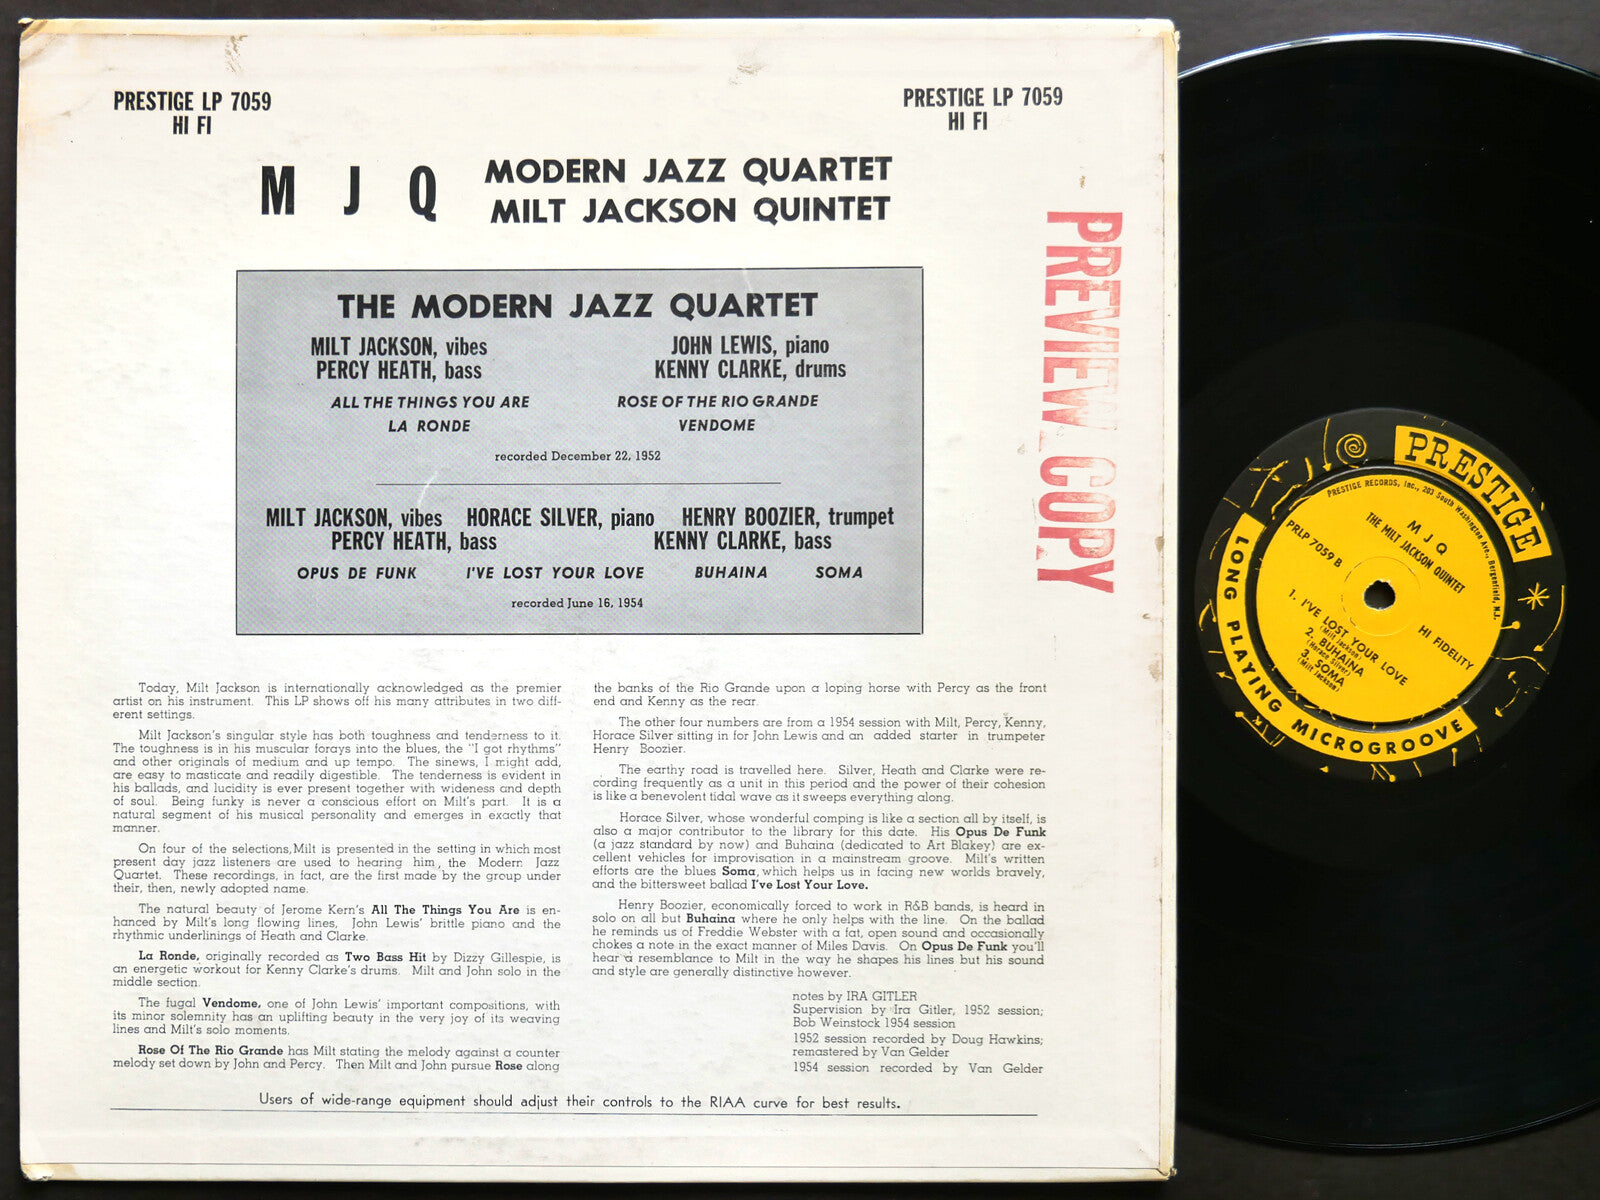 PRESTIGE LP 7059
HI FI
PRESTIGE LP 7059
HI FI
M J Q
MODERN JAZZ QUARTET
MILT JACKSON QUINTET
PREVIEW COPY
THE MODERN JAZZ QUARTET
MILT JACKSON, vibes JOHN LEWIS, piano
PERCY HEATH, bass KENNY CLARKE, drums
ALL THE THINGS YOU ARE ROSE OF THE RIO GRANDE
LA RONDE VENDOME
recorded December 22, 1952
MILT JACKSON, vibes HORACE SILVER, piano HENRY BOOZIER, trumpet
PERCY HEATH, bass KENNY CLARKE, bass
OPUS DE FUNK I'VE LOST YOUR LOVE BUHAINA SOMA
recorded June 16, 1954
Today, Milt Jackson is internationally acknowledged as the premier
artist on his instrument. This LP shows off his many attributes in two diff-
erent settings.
Milt Jackson's singular style has both toughness and tenderness to it.
The toughness is in his muscular forays into the blues, the "I got rhythms"
and other originals of medium and up tempo. The sinews, I might add,
are easy to masticate and readily digestible. The tenderness is evident in
his ballads, and lucidity is ever present together with wideness and depth
of soul. Being funky is never a conscious effort on Milt's part. It is a
natural segment of his musical personality and emerges in exactly that
manner.
On four of the selections, Milt is presented in the setting in which most
present day jazz listeners are used to hearing him, the Modern Jazz
Quartet. These recordings, in fact, are the first made by the group under
their, then, newly adopted name.
The natural beauty of Jerome Kern's All The Things You Are is en-
hanced by Milt's long flowing lines, John Lewis' brittle piano and the
rhythmic underlinings of Heath and Clarke.
La Ronde, originally recorded as Two Bass Hit by Dizzy Gillespie, is
an energetic workout for Kenny Clarke's drums. Milt and John solo in the
middle section.
The fugal Vendome, one of John Lewis' important compositions, with
its minor solemnity has an uplifting beauty in the very joy of its weaving
lines and Milt's solo moments.
Rose Of The Rio Grande has Milt stating the melody against a counter
melody set down by John and Percy. Then Milt and John pursue Rose along
the banks of the Rio Grande upon a loping horse with Percy as the front
end and Kenny as the rear.
The other four numbers are from a 1954 session with Milt, Percy, Kenny,
Horace Silver sitting in for John Lewis and an added starter in trumpeter
Henry Boozier.
The earthy road is travelled here. Silver, Heath and Clarke were re-
cording frequently as a unit in this period and the power of their cohesion
is like a benevolent tidal wave as it sweeps everything along.
Horace Silver, whose wonderful comping is like a section all by itself, is
also a major contributor to the library for this date. His Opus De Funk
(a jazz standard by now) and Buhaina (dedicated to Art Blakey) are ex-
cellent vehicles for improvisation in a mainstream groove. Milt's written
efforts are the blues Soma, which helps us in facing new worlds bravely,
and the bittersweet ballad I've Lost Your Love.
Henry Boozier, economically forced to work in R&B bands, is heard in
solo on all but Buhaina where he only helps with the line. On the ballad
he reminds us of Freddie Webster with a fat, open sound and occasionally
chokes a note in the exact manner of Miles Davis. On Opus De Funk you'll
hear a resemblance to Milt in the way he shapes his lines but his sound
and style are generally distinctive however.
notes by IRA GITLER
Supervision by Ira Gitler, 1952 session;
Bob Weinstock 1954 session
1952 session recorded by Doug Hawkins;
remastered by Van Gelder
1954 session recorded by Van Gelder
Users of wide-range equipment should adjust their controls to the RIAA curve for best results.
PRESTIGE
PRESTIGE RECORDS, Inc., 203 South Washington Ave., Bergenfield, N.J.
M J Q
THE MILT JACKSON QUINTET
PRLP 7059 B
HI FIDELITY
1. I'VE LOST YOUR LOVE
(Milt Jackson)
2. BUHAINA
(Horace Silver)
3. SOMA
(Milt Jackson)
LONG PLAYING MICROGROOVE